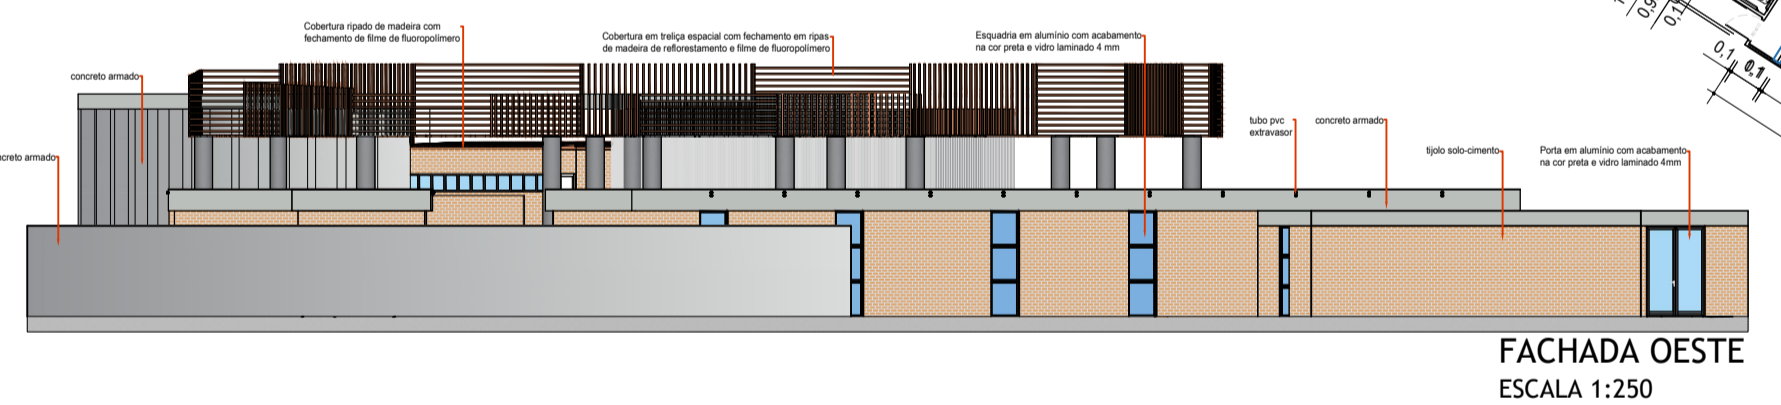 Cobertura ripado de madeira com
fechamento de filme de fluoropolímero
Cobertura em treliça espacial com fechamento em ripas
de madeira de reflorestamento e filme de fluoropolímero
Esquadria em alumínio com acabamento
na cor preta e vidro laminado 4 mm
concreto armado
tubo pvc
extravasor
concreto armado
tijolo solo-cimento
Porta em alumínio com acabamento
na cor preta e vidro laminado 4mm
ncreto armado
0,1
0,1
FACHADA OESTE
ESCALA 1:250